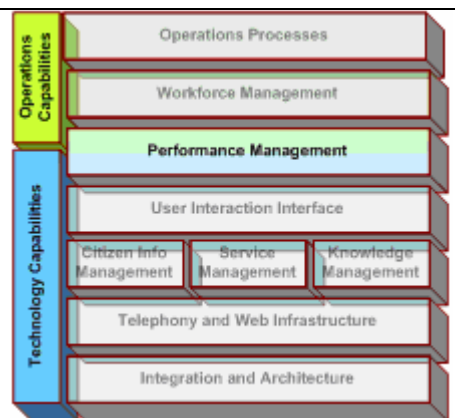 Operations
Capabilities
Operations Processes
Workforce Management
Performance Management
Technology Capabilities
User Interaction Interface
Citizen Info
Management
Service
Management
Knowledge
Management
Telephony and Web Infrastructure
Integration and Architecture